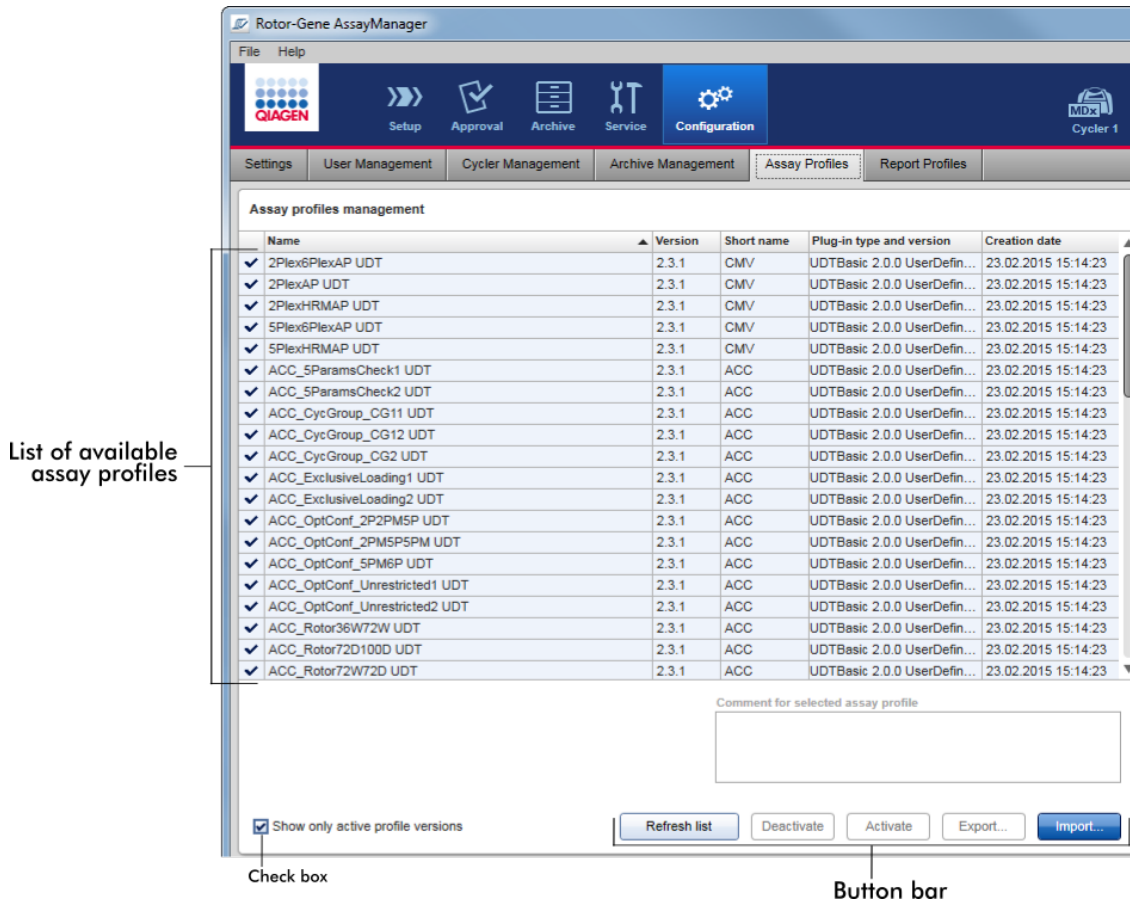 Rotor-Gene AssayManager
File Help
QIAGEN
Setup Approval Archive Service Configuration
MDx
Cycler 1
Settings User Management Cycler Management Archive Management Assay Profiles Report Profiles
Assay profiles management
Name Version Short name Plug-in type and version Creation date
2Plex6PlexAP UDT 2.3.1 CMV UDTBasic 2.0.0 UserDefin... 23.02.2015 15:14:23
2PlexAP UDT 2.3.1 CMV UDTBasic 2.0.0 UserDefin... 23.02.2015 15:14:23
2PlexHRMAP UDT 2.3.1 CMV UDTBasic 2.0.0 UserDefin... 23.02.2015 15:14:23
5Plex6PlexAP UDT 2.3.1 CMV UDTBasic 2.0.0 UserDefin... 23.02.2015 15:14:23
5PlexHRMAP UDT 2.3.1 CMV UDTBasic 2.0.0 UserDefin... 23.02.2015 15:14:23
ACC_5ParamsCheck1 UDT 2.3.1 ACC UDTBasic 2.0.0 UserDefin... 23.02.2015 15:14:23
ACC_5ParamsCheck2 UDT 2.3.1 ACC UDTBasic 2.0.0 UserDefin... 23.02.2015 15:14:23
ACC_CycGroup_CG11 UDT 2.3.1 ACC UDTBasic 2.0.0 UserDefin... 23.02.2015 15:14:23
ACC_CycGroup_CG12 UDT 2.3.1 ACC UDTBasic 2.0.0 UserDefin... 23.02.2015 15:14:23
ACC_CycGroup_CG2 UDT 2.3.1 ACC UDTBasic 2.0.0 UserDefin... 23.02.2015 15:14:23
ACC_ExclusiveLoading1 UDT 2.3.1 ACC UDTBasic 2.0.0 UserDefin... 23.02.2015 15:14:23
ACC_ExclusiveLoading2 UDT 2.3.1 ACC UDTBasic 2.0.0 UserDefin... 23.02.2015 15:14:23
ACC_OptConf_2P2PM5P UDT 2.3.1 ACC UDTBasic 2.0.0 UserDefin... 23.02.2015 15:14:23
ACC_OptConf_2PM5P5PM UDT 2.3.1 ACC UDTBasic 2.0.0 UserDefin... 23.02.2015 15:14:23
ACC_OptConf_5PM6P UDT 2.3.1 ACC UDTBasic 2.0.0 UserDefin... 23.02.2015 15:14:23
ACC_OptConf_Unrestricted1 UDT 2.3.1 ACC UDTBasic 2.0.0 UserDefin... 23.02.2015 15:14:23
ACC_OptConf_Unrestricted2 UDT 2.3.1 ACC UDTBasic 2.0.0 UserDefin... 23.02.2015 15:14:23
ACC_Rotor36W72W UDT 2.3.1 ACC UDTBasic 2.0.0 UserDefin... 23.02.2015 15:14:23
ACC_Rotor72D100D UDT 2.3.1 ACC UDTBasic 2.0.0 UserDefin... 23.02.2015 15:14:23
ACC_Rotor72W72D UDT 2.3.1 ACC UDTBasic 2.0.0 UserDefin... 23.02.2015 15:14:23
List of available
assay profiles
Comment for selected assay profile
Show only active profile versions
Refresh list Deactivate Activate Export... Import...
Check box
Button bar